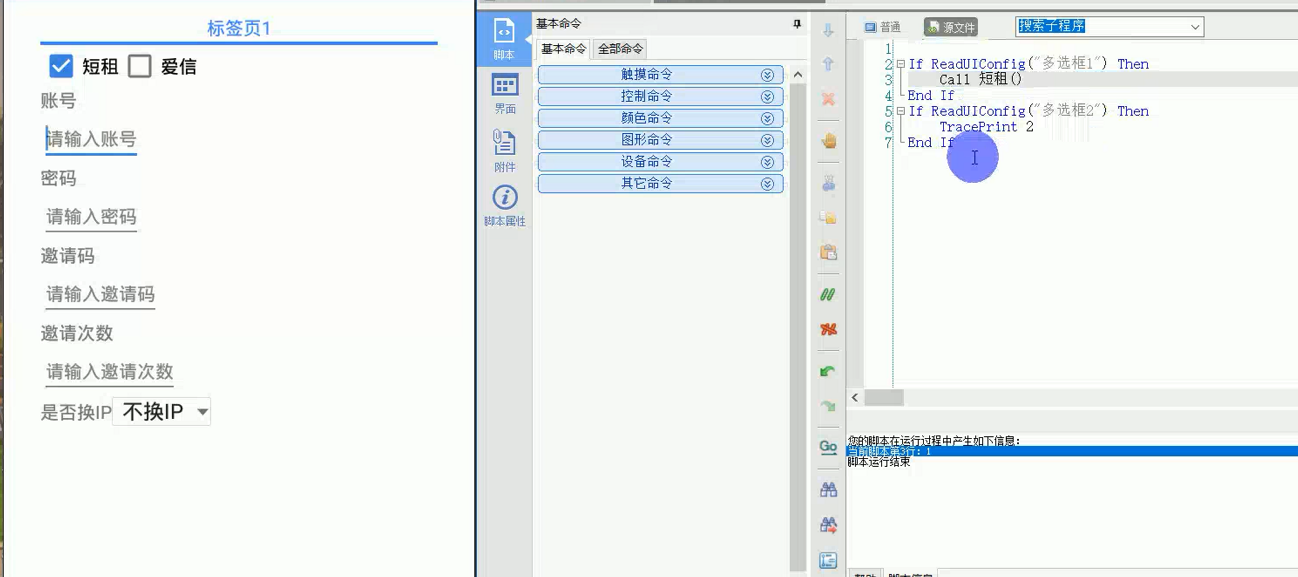 标签页1
短租 爱信
账号
请输入账号
密码
请输入密码
邀请码
请输入邀请码
邀请次数
请输入邀请次数
是否换IP 不换IP
脚本
界面
附件
脚本属性
基本命令
基本命令 全部命令
触摸命令
控制命令
颜色命令
图形命令
设备命令
其它命令
Go
普通 源文件 搜索子程序
1
2 If ReadUIConfig("多选框1") Then
3 Call 短租()
4 End If
5 If ReadUIConfig("多选框2") Then
6 TracePrint 2
7 End If
您的脚本在运行过程中产生如下信息：
当前脚本第3行：1
脚本运行结束